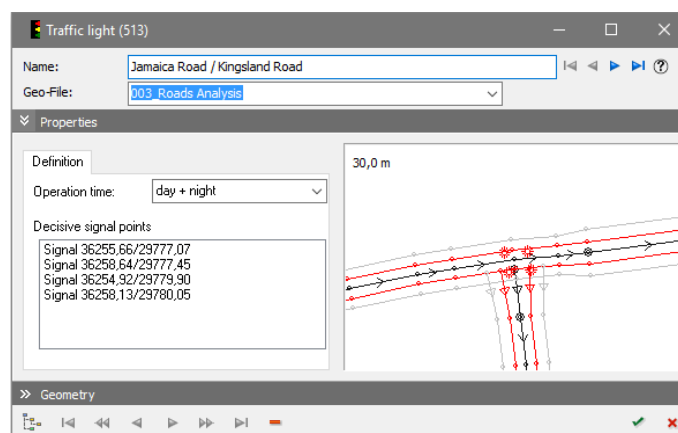 Traffic light (513)
Name: Jamaica Road / Kingsland Road
Geo-File: 003_Roads Analysis
Properties
Definition
Operation time: day + night
Decisive signal points
Signal 36255,66/29777,07
Signal 36258,64/29777,45
Signal 36254,92/29779,90
Signal 36258,13/29780,05
30,0 m
Geometry